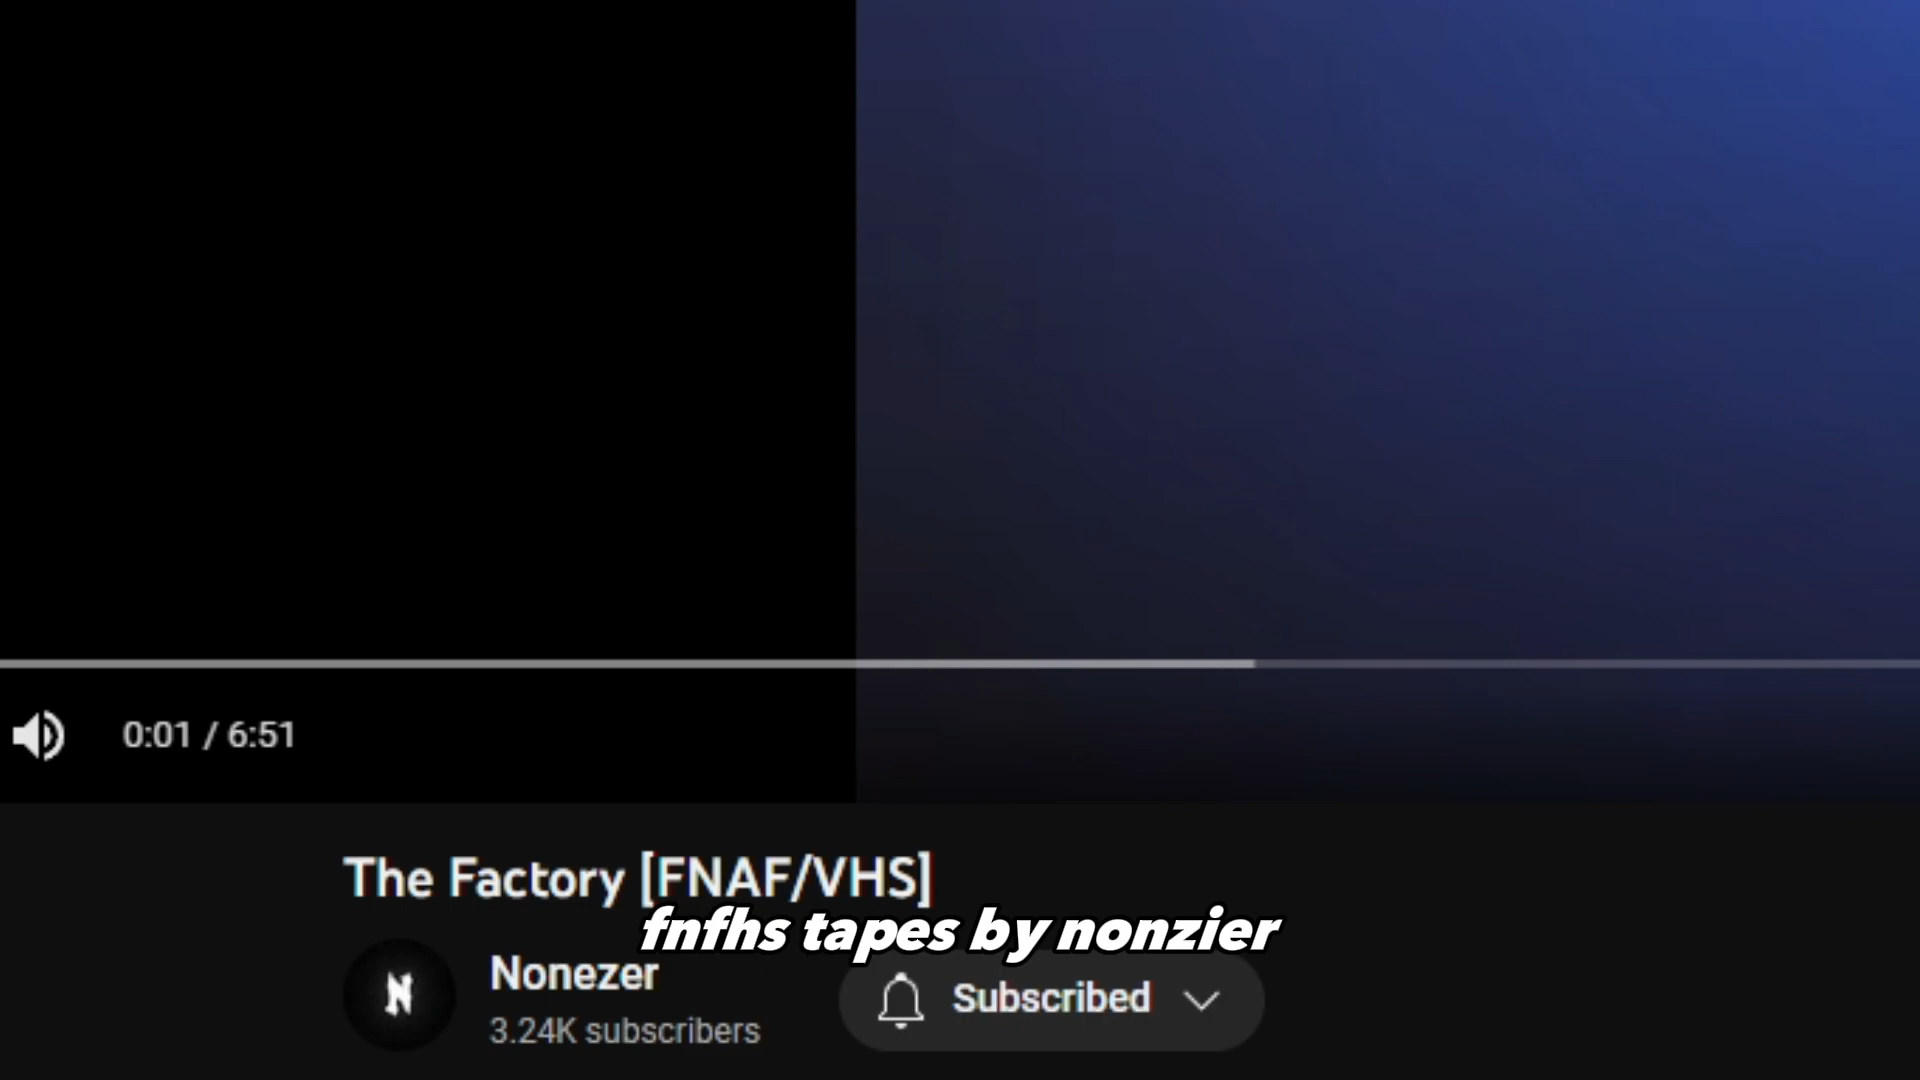 0:01 / 6:51
The Factory [FNAF/VHS]
fnfhs tapes by nonzier
N
Nonezer
Subscribed
3.24K subscribers